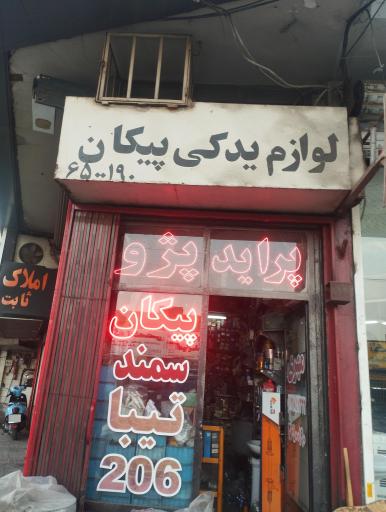 لوازم یدکی پیکان
۶۵۰۱۹۰
پراید پژو
پیکان
سمند
تیبا
206
املاک
ثابت